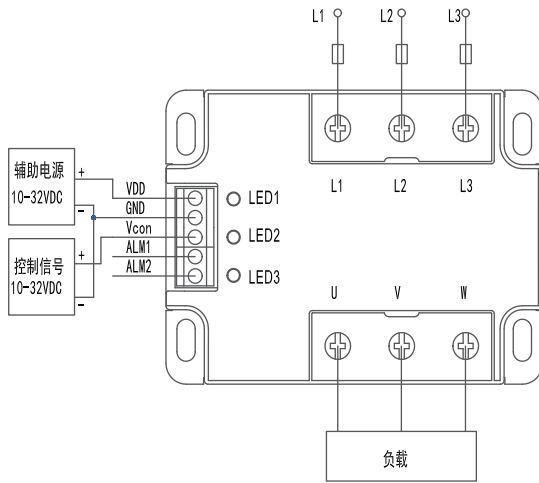 L1 L2 L3
L1 L2 L3
辅助电源
10-32VDC
+
-
VDD
GND
Vcon
ALM1
ALM2
LED1
LED2
LED3
控制信号
10-32VDC
+
-
U V W
负载